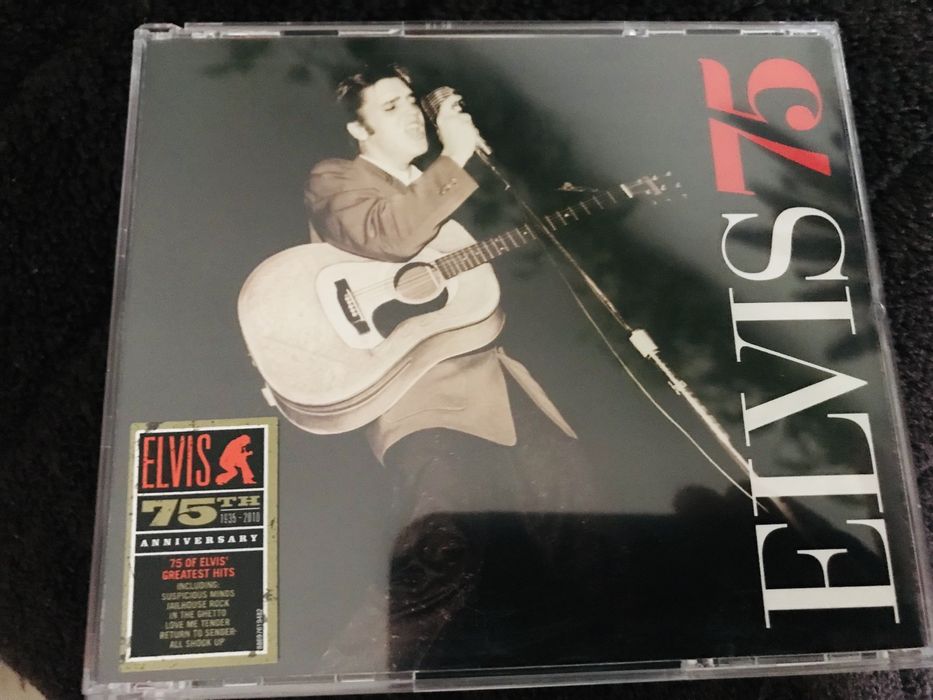 ELVIS 75
ELVIS
75TH
1935-2010
ANNIVERSARY
75 OF ELVIS'
GREATEST HITS
INCLUDING:
SUSPICIOUS MINDS
JAILHOUSE ROCK
IN THE GHETTO
LOVE ME TENDER
RETURN TO SENDER
ALL SHOOK UP